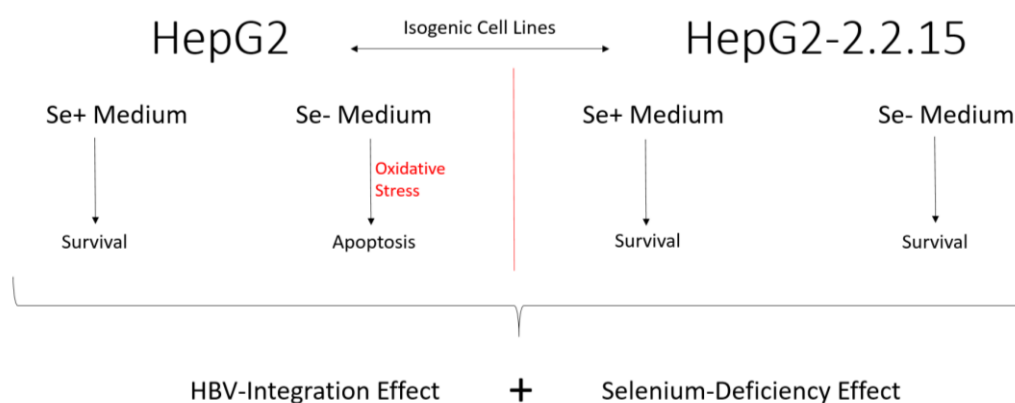 HepG2
Isogenic Cell Lines
HepG2-2.2.15
Se+ Medium
Se- Medium
Se+ Medium
Se- Medium
Oxidative
Stress
Survival
Apoptosis
Survival
Survival
HBV-Integration Effect
+
Selenium-Deficiency Effect